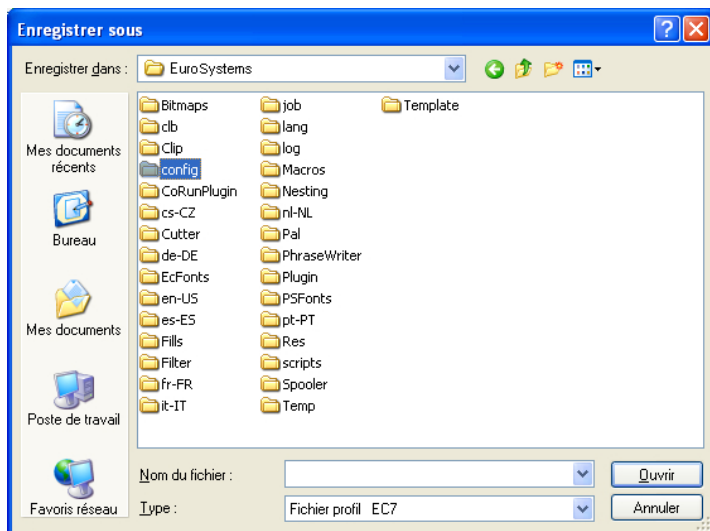 Enregistrer sous
Enregistrer dans :
EuroSystems
Mes documents
récents
Bureau
Mes documents
Poste de travail
Favoris réseau
Bitmaps
clb
Clip
config
CoRunPlugin
cs-CZ
Cutter
de-DE
EcFonts
en-US
es-ES
Fills
Filter
fr-FR
it-IT
job
lang
log
Macros
Nesting
nl-NL
Pal
PhraseWriter
Plugin
PSFonts
pt-PT
Res
scripts
Spooler
Temp
Template
Nom du fichier :
Ouvrir
Type :
Fichier profil EC7
Annuler